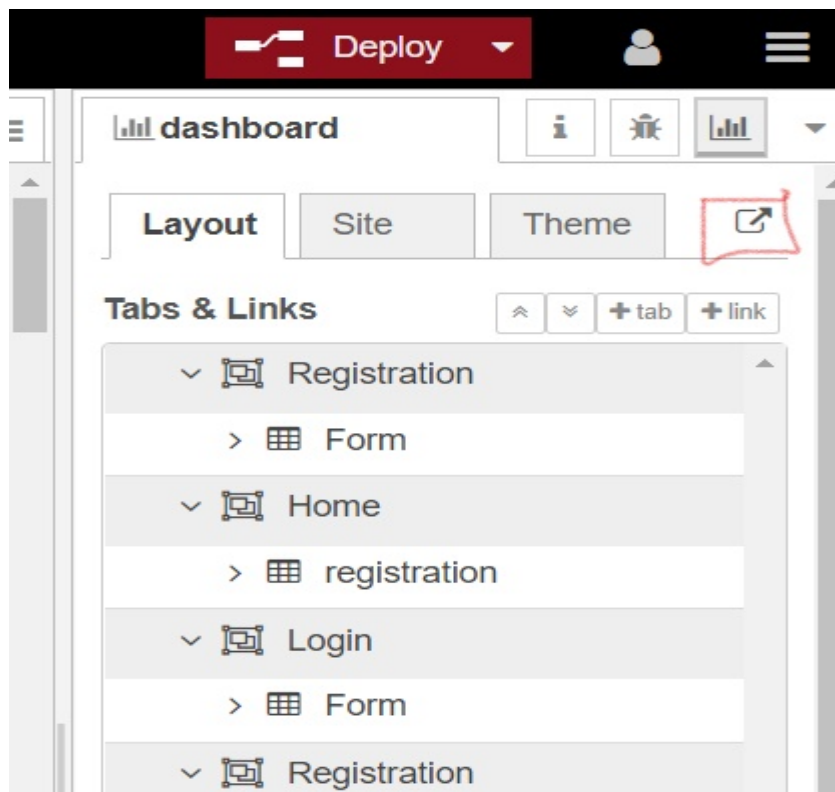 Deploy
dashboard
Layout Site Theme
Tabs & Links
tab link
Registration
Form
Home
registration
Login
Form
Registration